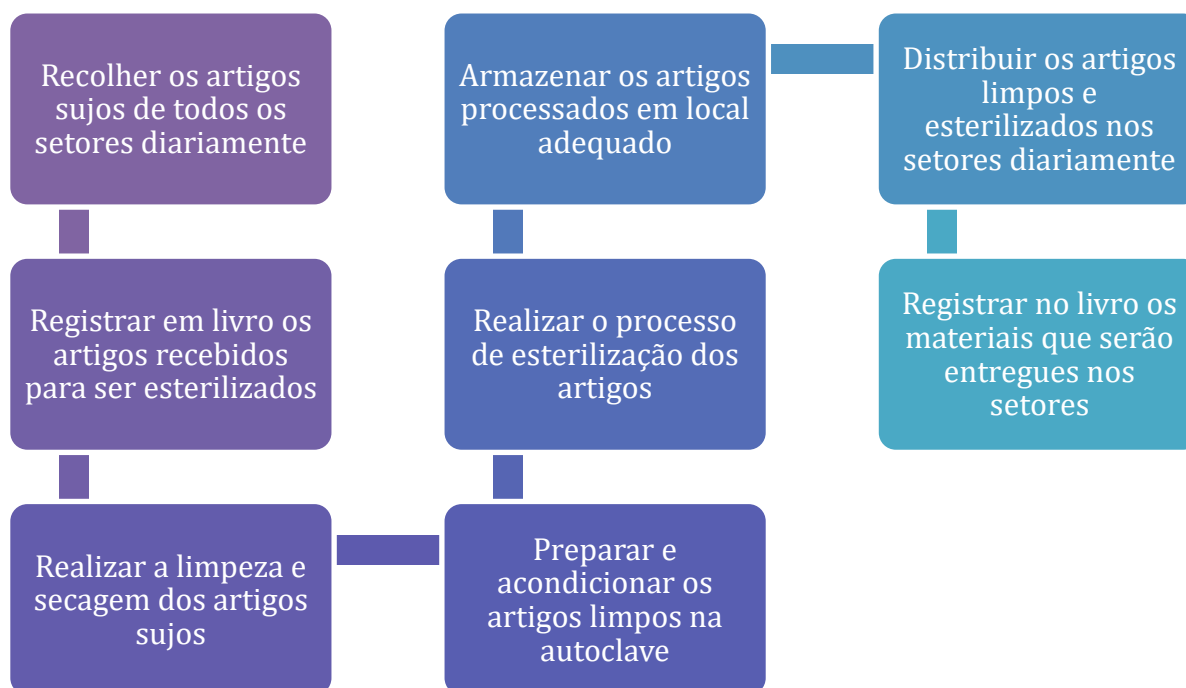 Recolher os artigos
sujos de todos os
setores diariamente
Registrar em livro os
artigos recebidos
para ser esterilizados
Realizar a limpeza e
secagem dos artigos
sujos
Preparar e
acondicionar os
artigos limpos na
autoclave
Realizar o processo
de esterilização dos
artigos
Armazenar os artigos
processados em local
adequado
Distribuir os artigos
limpos e
esterilizados nos
setores diariamente
Registrar no livro os
materiais que serão
entregues nos
setores